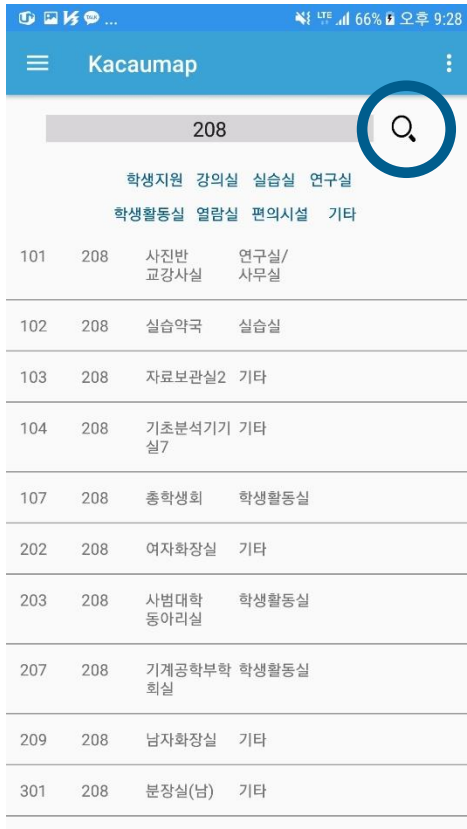 ... LTE 66% 오후 9:28
Kacaumap
208
학생지원 강의실 실습실 연구실
학생활동실 열람실 편의시설 기타
101 208 사진반 교강사실 연구실/ 사무실
102 208 실습약국 실습실
103 208 자료보관실2 기타
104 208 기초분석기기실7 기타
107 208 총학생회 학생활동실
202 208 여자화장실 기타
203 208 사범대학 동아리실 학생활동실
207 208 기계공학부학회실 학생활동실
209 208 남자화장실 기타
301 208 분장실(남) 기타